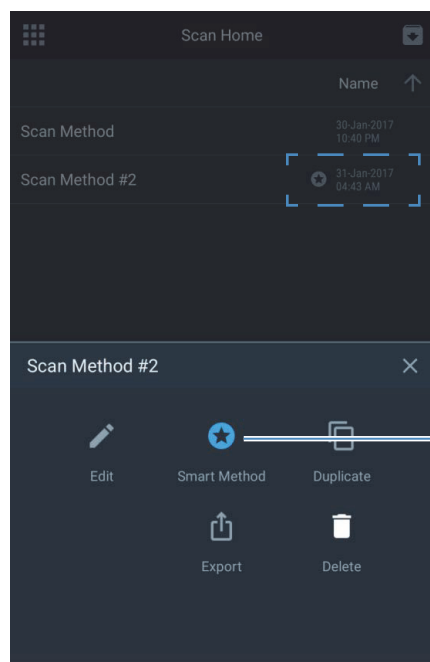 Scan Home
Name
Scan Method
30-Jan-2017
10:40 PM
Scan Method #2
31-Jan-2017
04:43 AM
Scan Method #2
Edit
Smart Method
Duplicate
Export
Delete